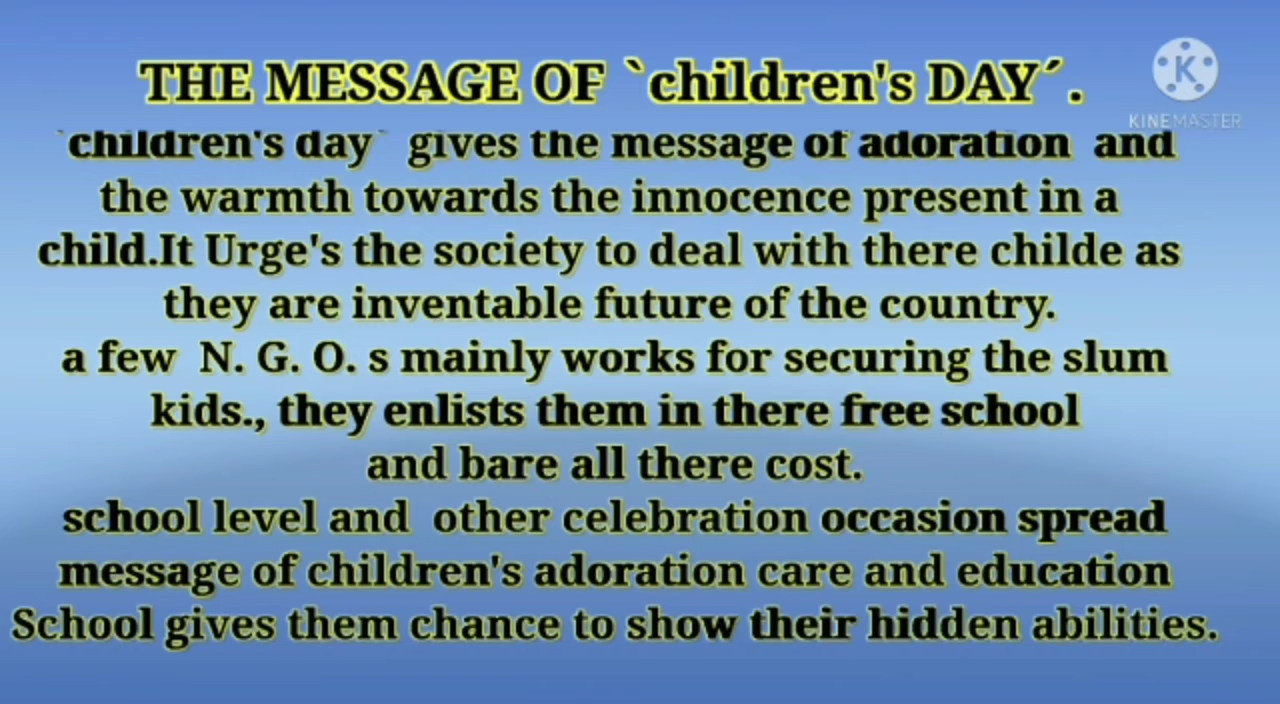 THE MESSAGE OF `children's DAY´.
K
KINEMASTER
`children's day´ gives the message of adoration and
the warmth towards the innocence present in a
child.It Urge's the society to deal with there childe as
they are inventable future of the country.
a few N. G. O. s mainly works for securing the slum
kids., they enlists them in there free school
and bare all there cost.
school level and other celebration occasion spread
message of children's adoration care and education
School gives them chance to show their hidden abilities.